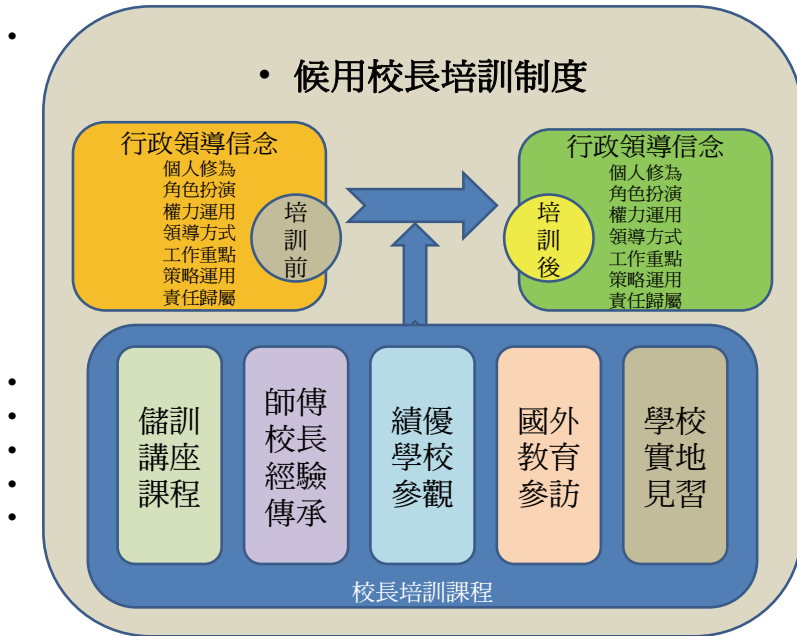 • 候用校長培訓制度
行政領導信念
個人修為
角色扮演
權力運用
領導方式
工作重點
策略運用
責任歸屬
培
訓
前
行政領導信念
個人修為
角色扮演
權力運用
領導方式
工作重點
策略運用
責任歸屬
培
訓
後
儲訓
講座
課程
師傅
校長
經驗
傳承
績優
學校
參觀
國外
教育
參訪
學校
實地
見習
校長培訓課程